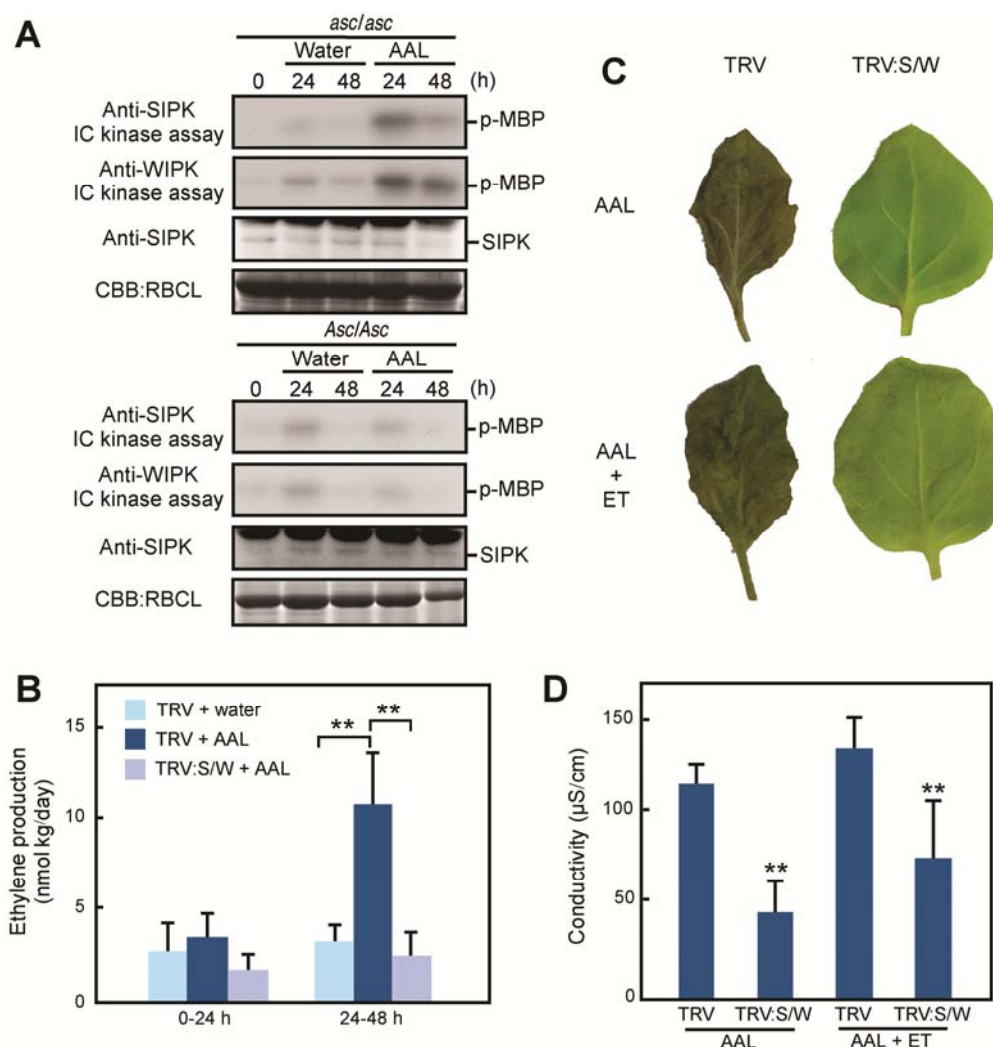 A
asc/asc
Water AAL
0 24 48 24 48 (h)
Anti-SIPK
IC kinase assay
p-MBP
Anti-WIPK
IC kinase assay
p-MBP
Anti-SIPK
SIPK
CBB:RBCL
Asc/Asc
Water AAL
0 24 48 24 48 (h)
Anti-SIPK
IC kinase assay
p-MBP
Anti-WIPK
IC kinase assay
p-MBP
Anti-SIPK
SIPK
CBB:RBCL
C
TRV TRV:S/W
AAL
AAL
+
ET
B
TRV + water
TRV + AAL
TRV:S/W + AAL
** **
Ethylene production
(nmol kg/day)
15
10
5
0
0-24 h 24-48 h
D
Conductivity (µS/cm)
150
100
50
0
**
**
TRV TRV:S/W TRV TRV:S/W
AAL AAL + ET